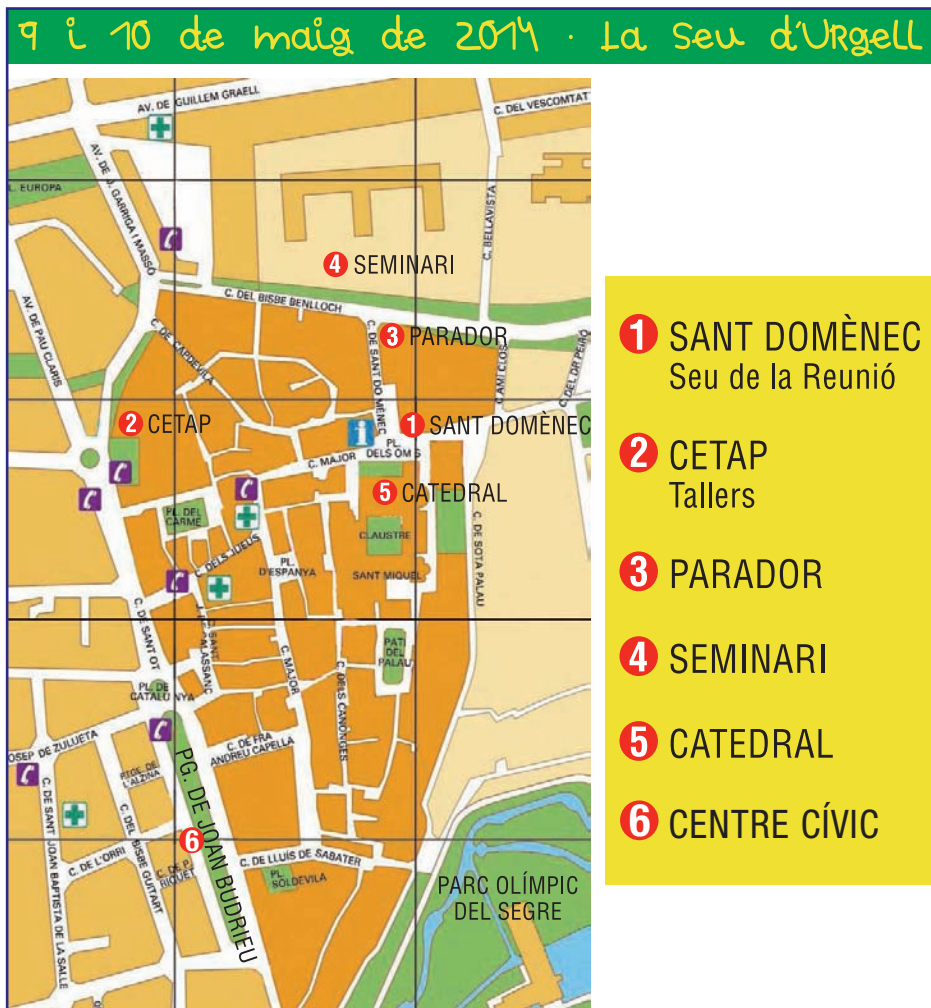 9 i 10 de maig de 2014 · La Seu d'URgell
AV. DE GUILLEM GRAELL
C. DEL VESCOMTAT
AV. DE J. GARRIGA I MASSÓ
L. EUROPA
C. BELLAVISTA
4 SEMINARI
C. DEL BISBE BENLLOCH
AV. DE PAU CLARIS
C. DE CAPDEVILA
C. DE SANT DOMÈNEC
3 PARADOR
C. AMI CLOS
C. DEL DR PEIRÓ
2 CETAP
i
1 SANT DOMÈNEC
C. MAJOR
PL.
DELS OMS
5 CATEDRAL
PL. DEL
CARME
CLAUSTRE
C. DE SOTA PALAU
C. DELS JUEUS
PL.
D'ESPANYA
SANT MIQUEL
C. DE SANT OT
C. MAJOR
C. DELS CANONGES
PATI
DEL
PALAU
PL. DE
CATALUNYA
OSEP DE ZULUETA
C. DE FRA
ANDREU CAPELLA
L'ALZINA
PG. DE JOAN BUDRIEU
C. DE SANT JOAN BAPTISTA DE LA SALLE
C. DEL BISBE GUITART
6
C. DE L'ORRI
C. DE P.
RIQUET
C. DE LLUÍS DE SABATER
PL.
SOLDEVILA
PARC OLÍMPIC
DEL SEGRE
1 SANT DOMÈNEC
Seu de la Reunió
2 CETAP
Tallers
3 PARADOR
4 SEMINARI
5 CATEDRAL
6 CENTRE CÍVIC